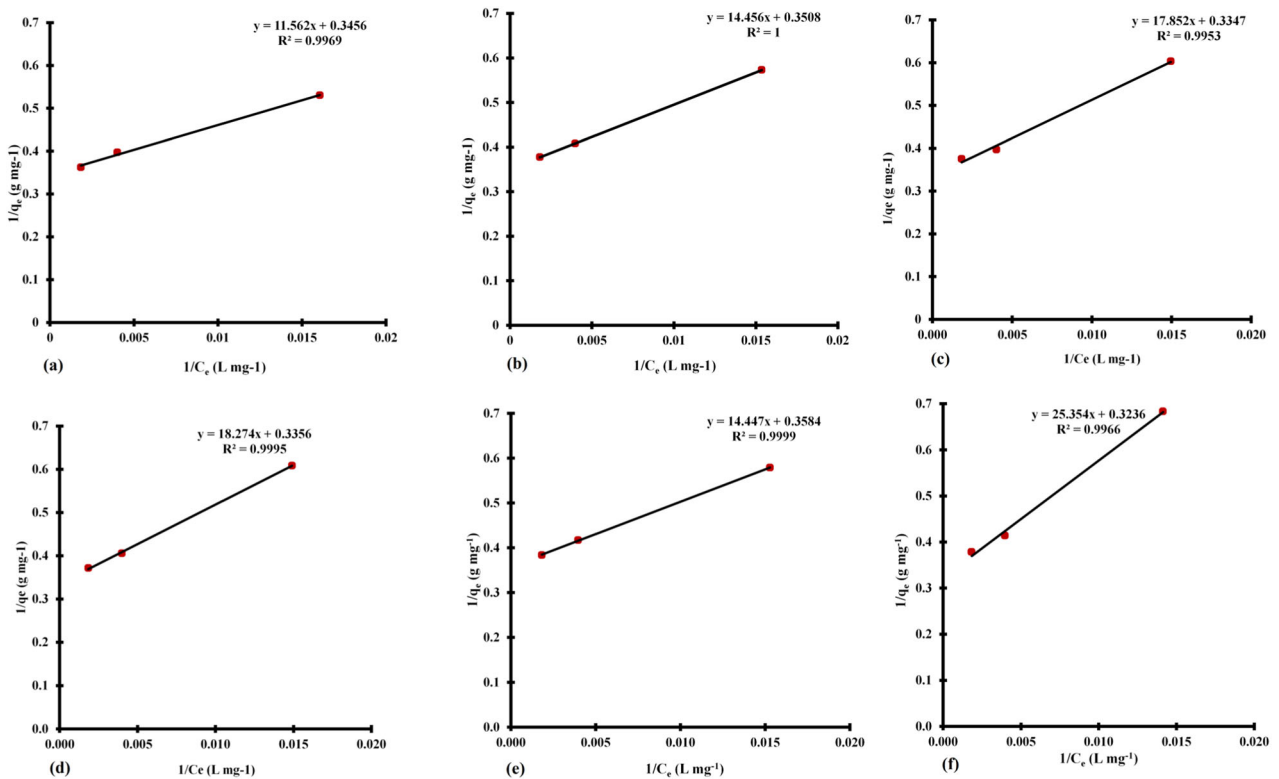 y = 11.562x + 0.3456
R² = 0.9969
0.7
0.6
0.5
0.4
0.3
0.2
0.1
0
1/qₑ (g mg-1)
0 0.005 0.01 0.015 0.02
(a)
1/Cₑ (L mg-1)
y = 14.456x + 0.3508
R² = 1
0.7
0.6
0.5
0.4
0.3
0.2
0.1
0
1/qₑ (g mg-1)
0 0.005 0.01 0.015 0.02
(b)
1/Cₑ (L mg-1)
y = 17.852x + 0.3347
R² = 0.9953
0.7
0.6
0.5
0.4
0.3
0.2
0.1
0
1/qe (g mg-1)
0.000 0.005 0.010 0.015 0.020
(c)
1/Ce (L mg-1)
y = 18.274x + 0.3356
R² = 0.9995
0.7
0.6
0.5
0.4
0.3
0.2
0.1
0.0
1/qe (g mg-1)
0.000 0.005 0.010 0.015 0.020
(d)
1/Ce (L mg-1)
y = 14.447x + 0.3584
R² = 0.9999
0.7
0.6
0.5
0.4
0.3
0.2
0.1
0.0
1/qₑ (g mg⁻¹)
0.000 0.005 0.010 0.015 0.020
(e)
1/Cₑ (L mg⁻¹)
y = 25.354x + 0.3236
R² = 0.9966
0.7
0.6
0.5
0.4
0.3
0.2
0.1
0.0
1/qₑ (g mg⁻¹)
0.000 0.005 0.010 0.015 0.020
(f)
1/Cₑ (L mg⁻¹)